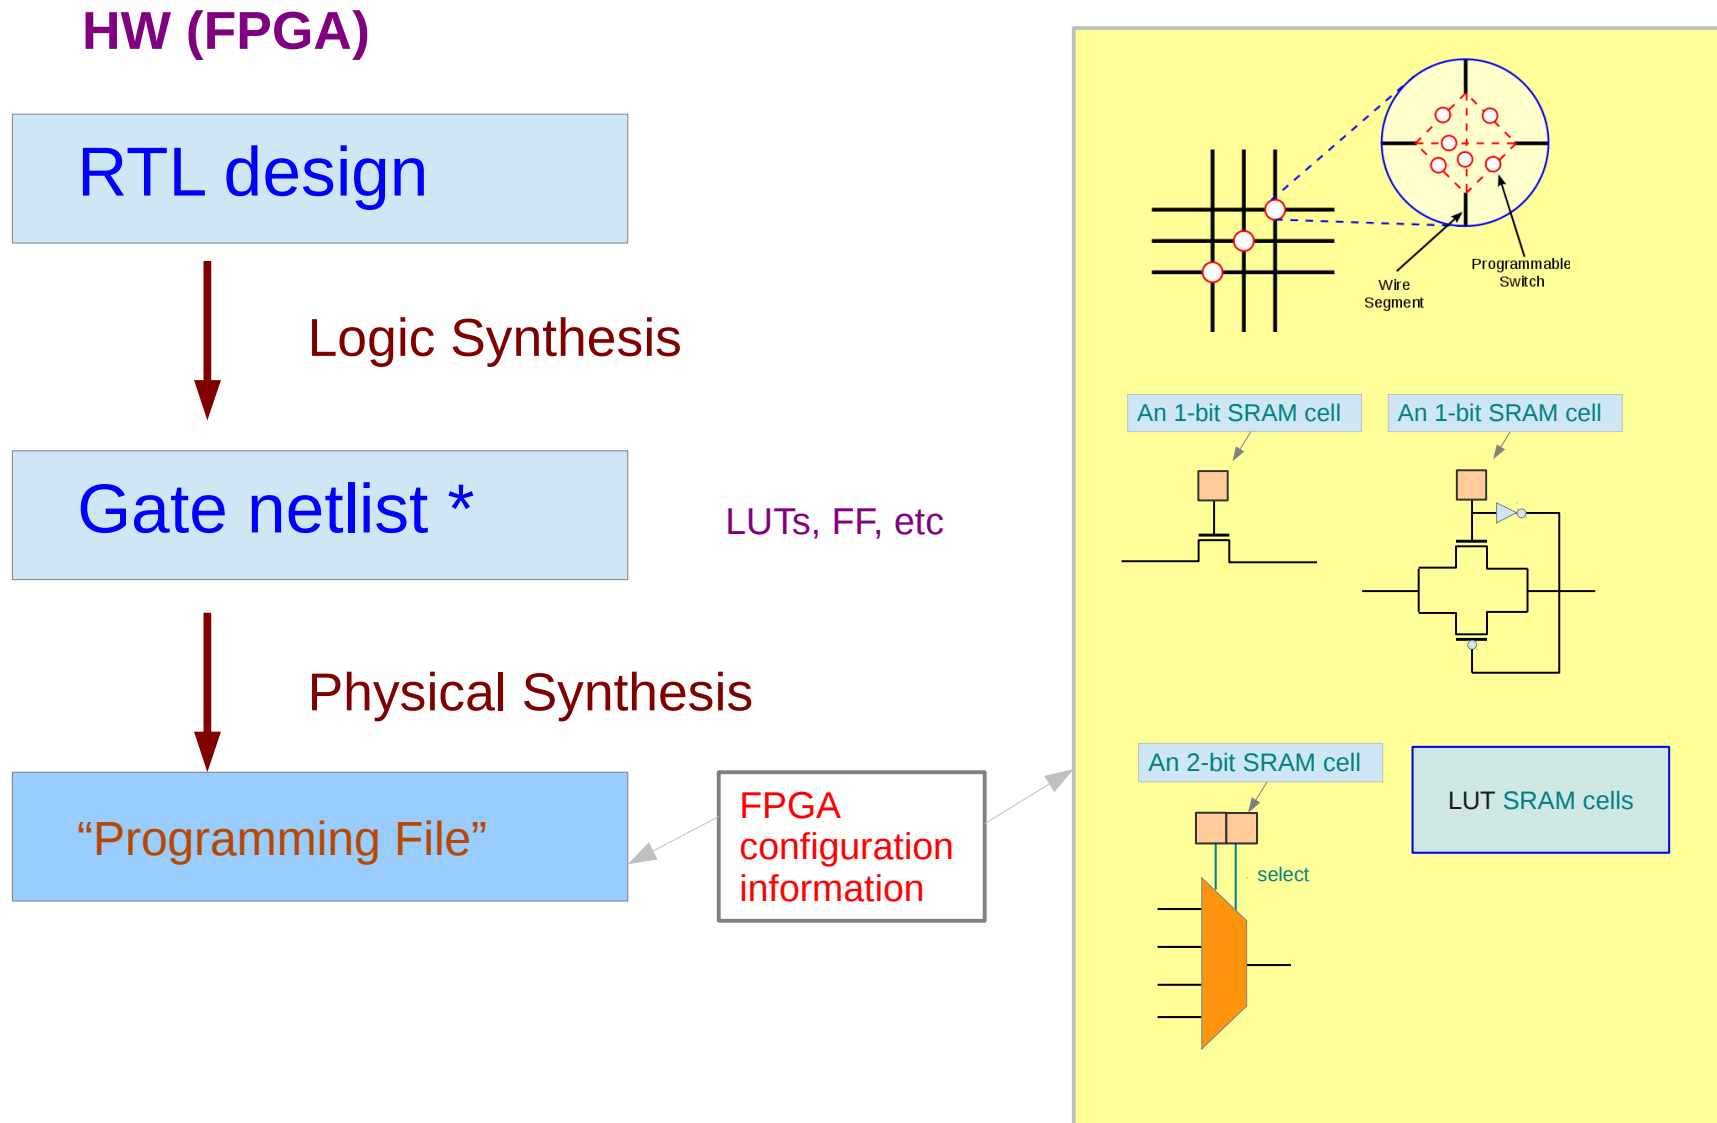 HW (FPGA)
RTL design
Logic Synthesis
Gate netlist *
LUTs, FF, etc
Physical Synthesis
“Programming File”
FPGA
configuration
information
Wire
Segment
Programmable
Switch
An 1-bit SRAM cell
An 1-bit SRAM cell
An 2-bit SRAM cell
select
LUT SRAM cells